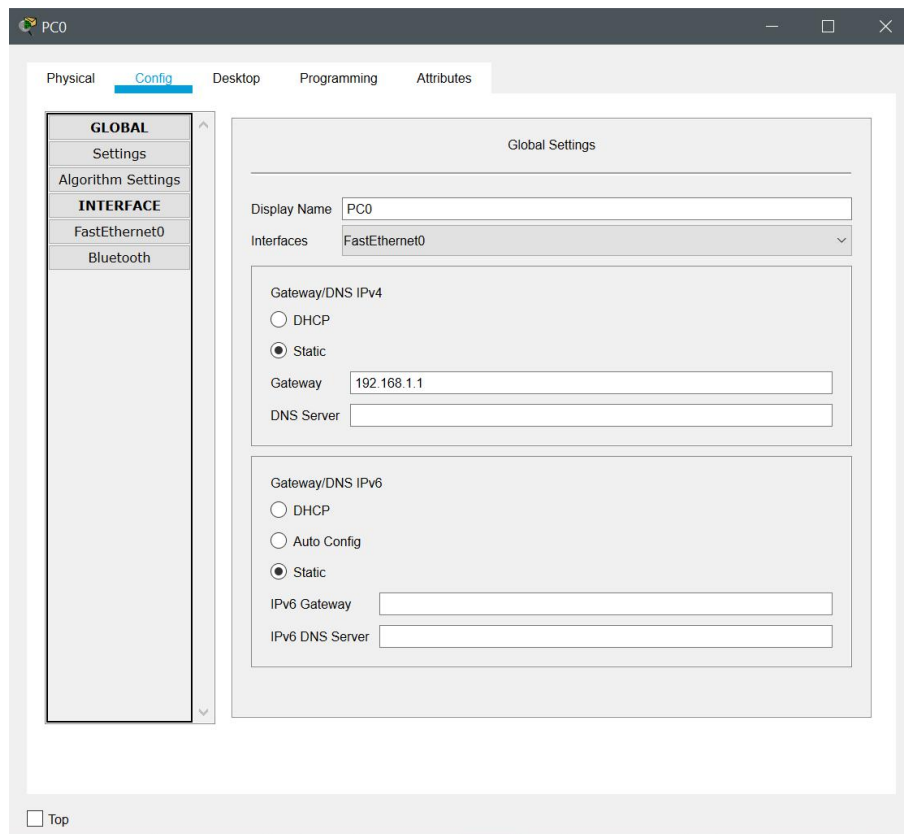 PC0
Physical Config Desktop Programming Attributes
GLOBAL
Settings
Algorithm Settings
INTERFACE
FastEthernet0
Bluetooth
Global Settings
Display Name PC0
Interfaces FastEthernet0
Gateway/DNS IPv4
DHCP
Static
Gateway 192.168.1.1
DNS Server
Gateway/DNS IPv6
DHCP
Auto Config
Static
IPv6 Gateway
IPv6 DNS Server
Top